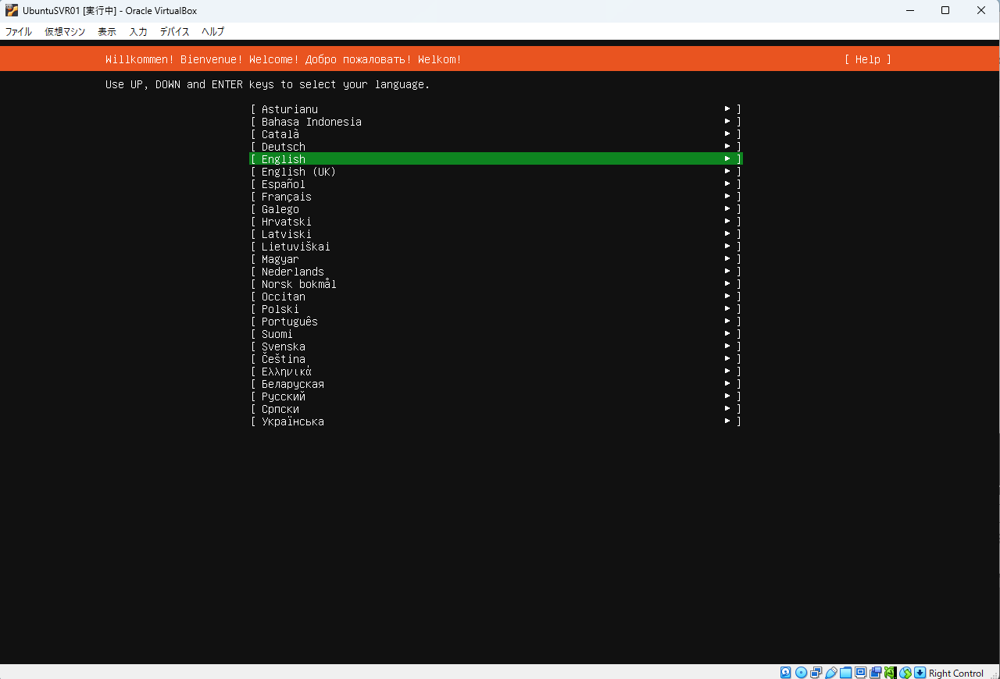 UbuntuSVR01 [実行中] - Oracle VirtualBox
ファイル 仮想マシン 表示 入力 デバイス ヘルプ
Willkommen! Bienvenue! Welcome! Добро пожаловать! Welkom! [ Help ]
Use UP, DOWN and ENTER keys to select your language.
[ Asturianu ▸ ]
[ Bahasa Indonesia ▸ ]
[ Català ▸ ]
[ Deutsch ▸ ]
[ English ▸ ]
[ English (UK) ▸ ]
[ Español ▸ ]
[ Français ▸ ]
[ Galego ▸ ]
[ Hrvatski ▸ ]
[ Latviski ▸ ]
[ Lietuviškai ▸ ]
[ Magyar ▸ ]
[ Nederlands ▸ ]
[ Norsk bokmål ▸ ]
[ Occitan ▸ ]
[ Polski ▸ ]
[ Português ▸ ]
[ Suomi ▸ ]
[ Svenska ▸ ]
[ Čeština ▸ ]
[ Ελληνικά ▸ ]
[ Беларуская ▸ ]
[ Русский ▸ ]
[ Српски ▸ ]
[ Українська ▸ ]
Right Control